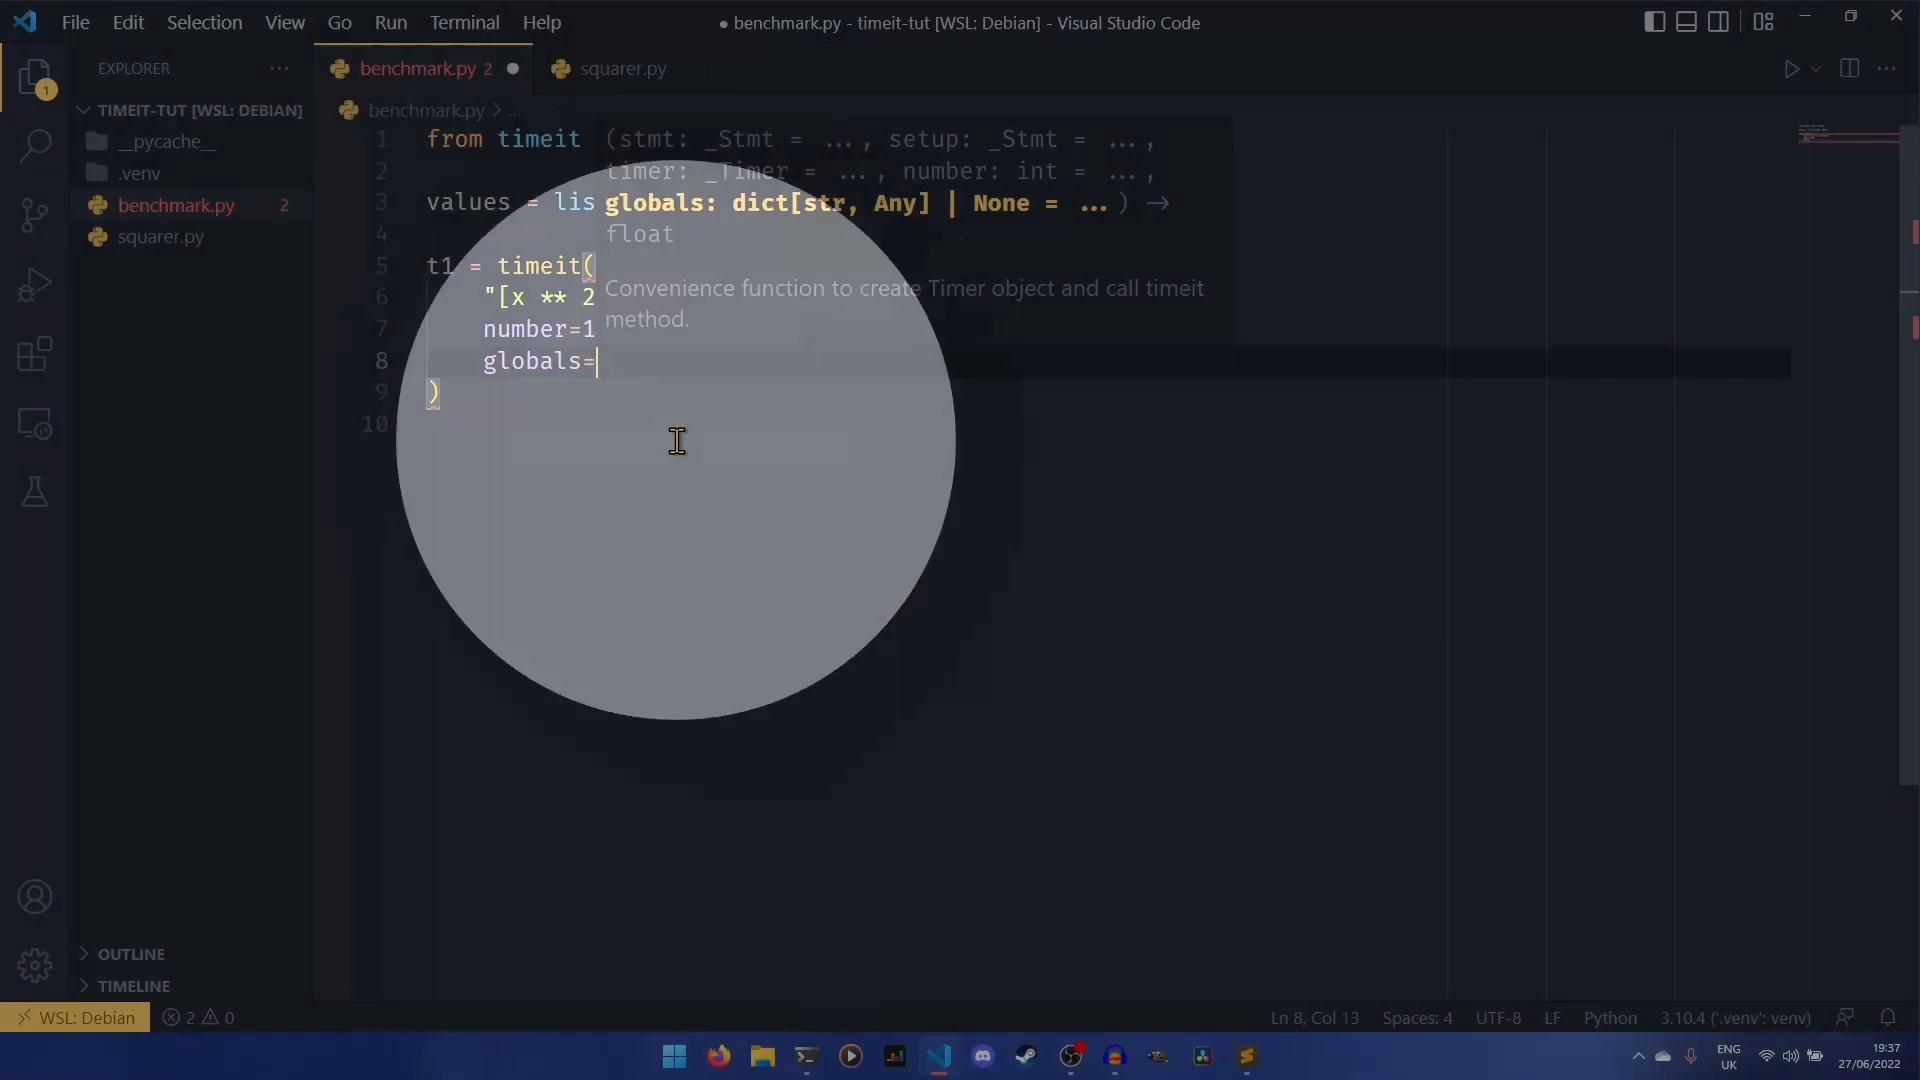 File Edit Selection View Go Run Terminal Help
● benchmark.py - timeit-tut [WSL: Debian] - Visual Studio Code
EXPLORER ···
benchmark.py 2 ●
squarer.py
1
TIMEIT-TUT [WSL: DEBIAN]
__pycache__
.venv
benchmark.py 2
squarer.py
benchmark.py > ...
1 from timeit
2
3 values = lis
4
5 t1 = timeit(
6 "[x ** 2
7 number=1
8 globals=
9 )
10
(stmt: _Stmt = ..., setup: _Stmt = ...,
timer: _Timer = ..., number: int = ...,
globals: dict[str, Any] | None = ...) →
float
Convenience function to create Timer object and call timeit
method.
OUTLINE
TIMELINE
WSL: Debian 2 0
Ln 8, Col 13 Spaces: 4 UTF-8 LF Python 3.10.4 ('.venv': venv)
ENG
UK
19:37
27/06/2022